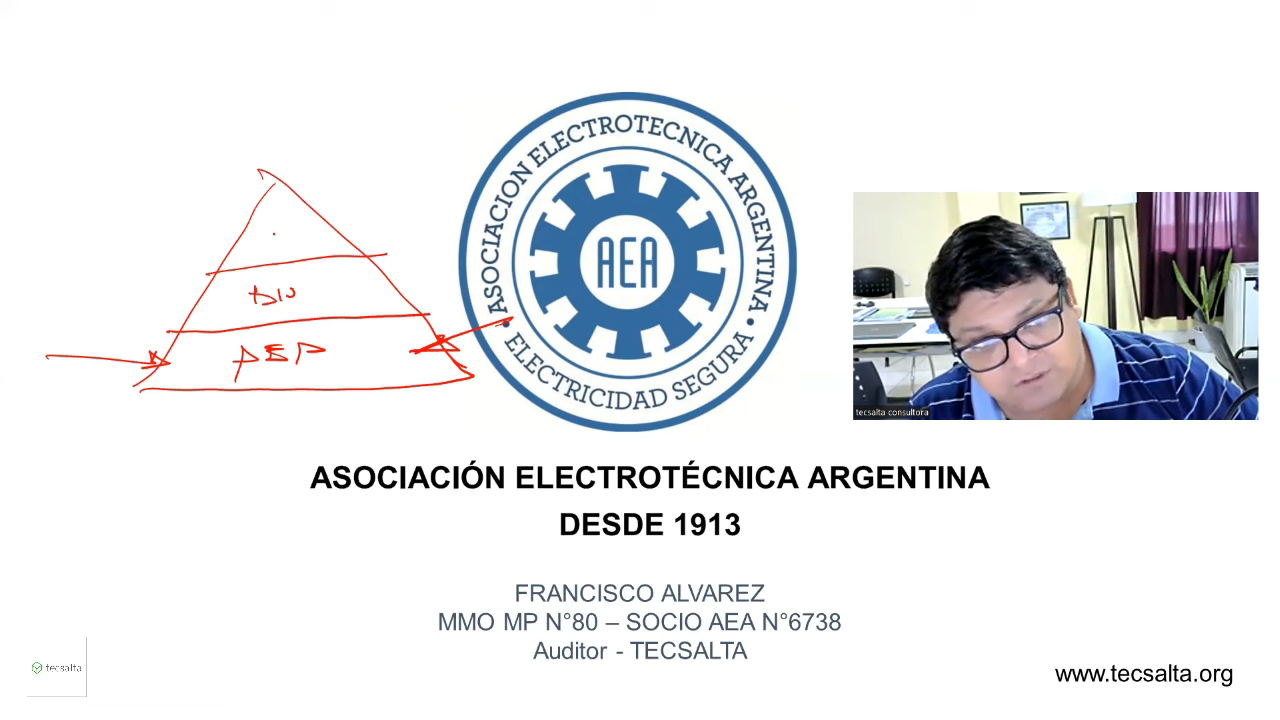 ASOCIACION ELECTROTECNICA ARGENTINA
• ELECTRICIDAD SEGURA •
AEA
tecsalta consultora
ASOCIACIÓN ELECTROTÉCNICA ARGENTINA
DESDE 1913
FRANCISCO ALVAREZ
MMO MP N°80 – SOCIO AEA N°6738
Auditor - TECSALTA
tecsalta
www.tecsalta.org